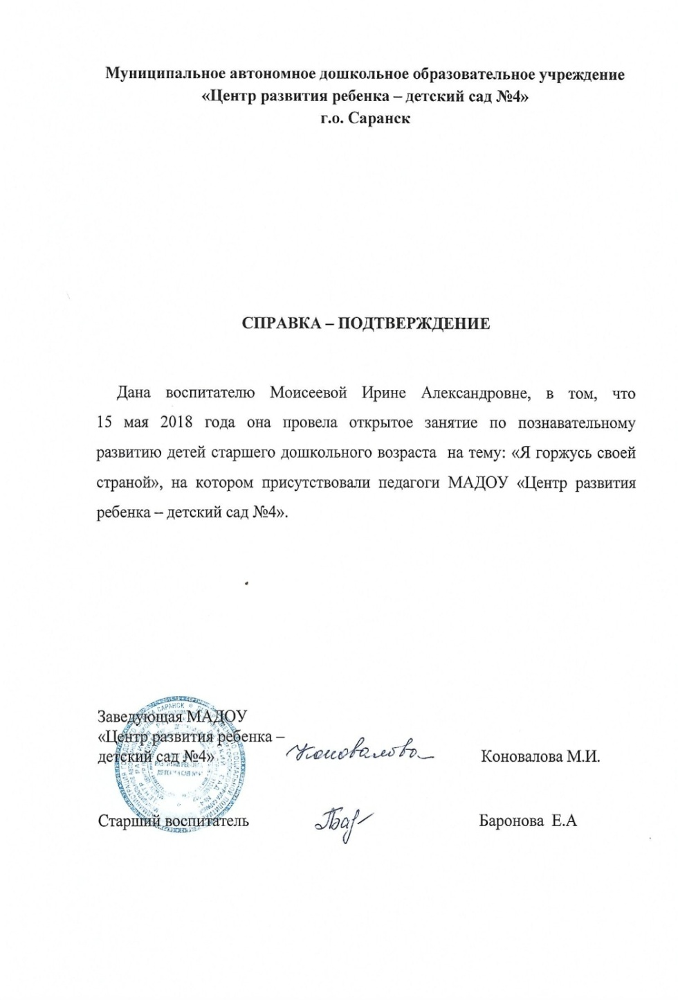 Муниципальное автономное дошкольное образовательное учреждение
«Центр развития ребенка – детский сад №4»
г.о. Саранск
СПРАВКА – ПОДТВЕРЖДЕНИЕ
Дана воспитателю Моисеевой Ирине Александровне, в том, что
15 мая 2018 года она провела открытое занятие по познавательному
развитию детей старшего дошкольного возраста на тему: «Я горжусь своей
страной», на котором присутствовали педагоги МАДОУ «Центр развития
ребенка – детский сад №4».
Заведующая МАДОУ
«Центр развития ребенка –
детский сад №4» Коновалова Коновалова М.И.
Старший воспитатель Бар Баронова Е.А